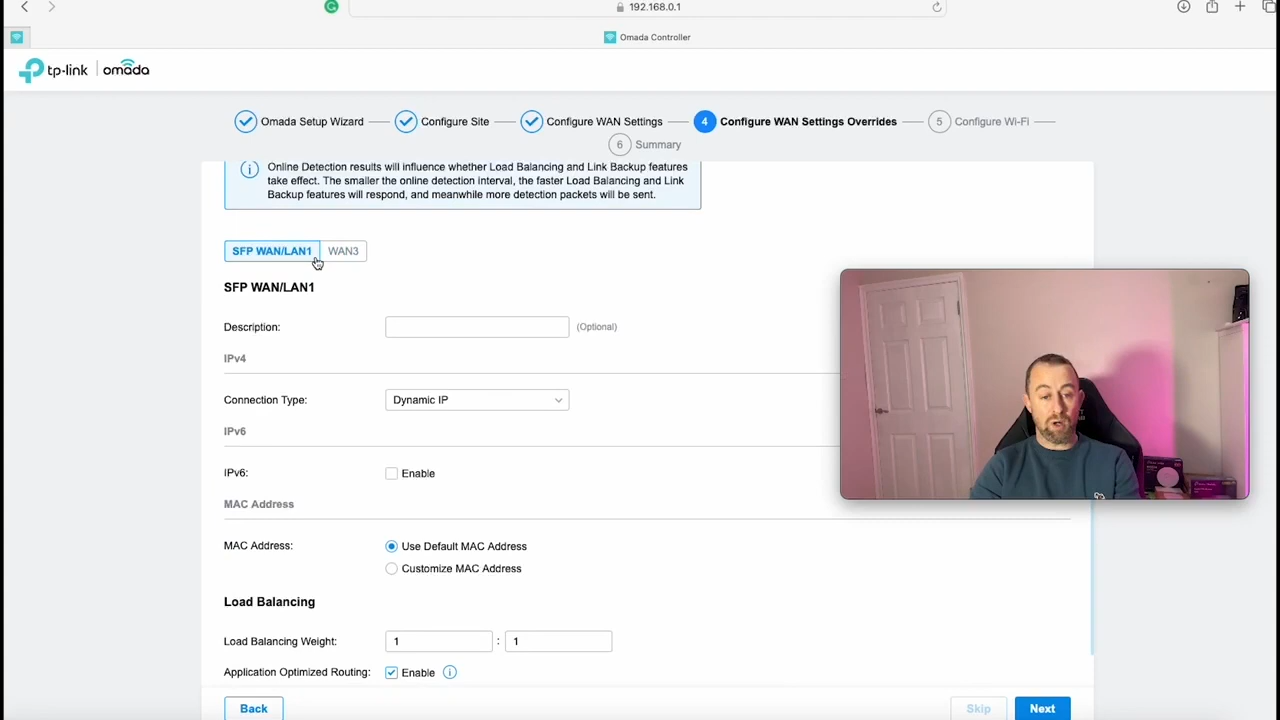 192.168.0.1
Omada Controller
tp-link | omada
Omada Setup Wizard
Configure Site
Configure WAN Settings
4 Configure WAN Settings Overrides
5 Configure Wi-Fi
6 Summary
Online Detection results will influence whether Load Balancing and Link Backup features
take effect. The smaller the online detection interval, the faster Load Balancing and Link
Backup features will respond, and meanwhile more detection packets will be sent.
SFP WAN/LAN1 WAN3
SFP WAN/LAN1
Description: (Optional)
IPv4
Connection Type: Dynamic IP
IPv6
IPv6: Enable
MAC Address
MAC Address: Use Default MAC Address
Customize MAC Address
Load Balancing
Load Balancing Weight: 1 : 1
Application Optimized Routing: Enable
Back Skip Next